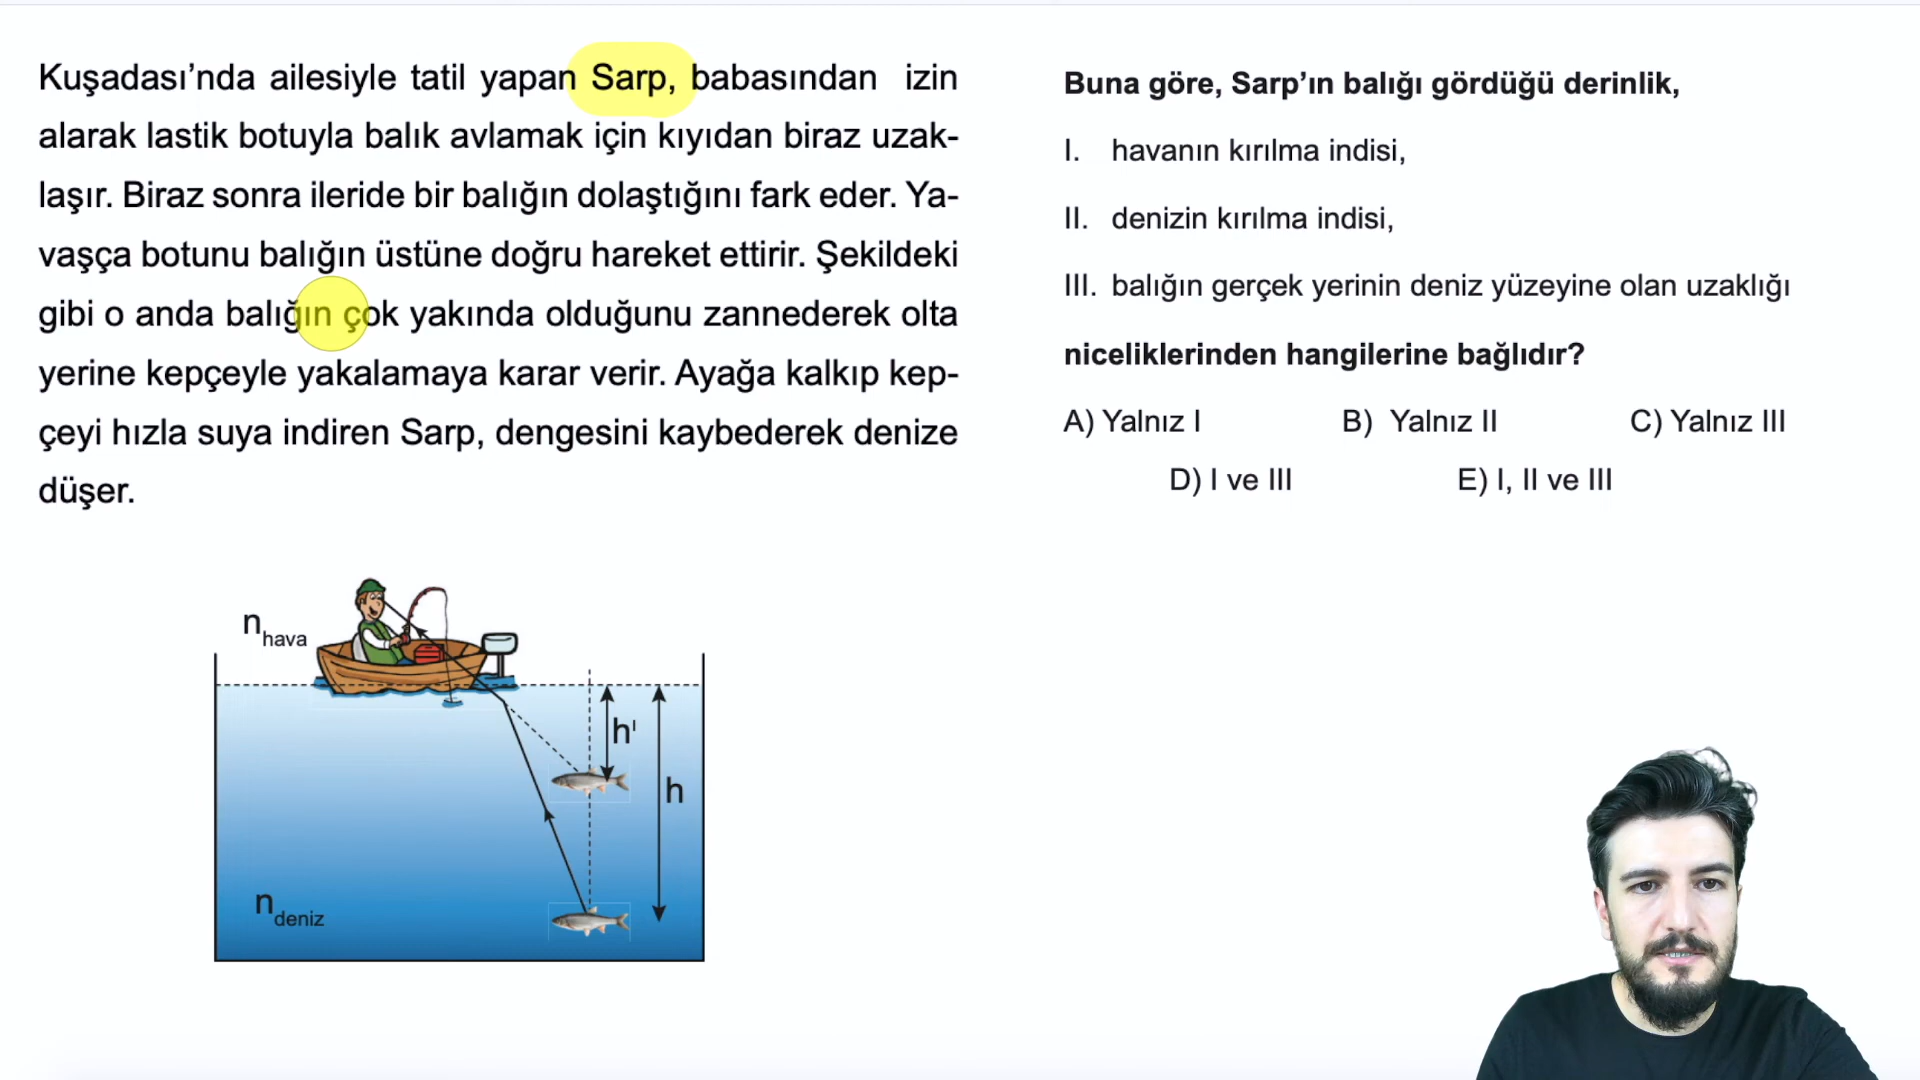 Kuşadası’nda ailesiyle tatil yapan Sarp, babasından izin
alarak lastik botuyla balık avlamak için kıyıdan biraz uzak-
laşır. Biraz sonra ileride bir balığın dolaştığını fark eder. Ya-
vaşça botunu balığın üstüne doğru hareket ettirir. Şekildeki
gibi o anda balığın çok yakında olduğunu zannederek olta
yerine kepçeyle yakalamaya karar verir. Ayağa kalkıp kep-
çeyi hızla suya indiren Sarp, dengesini kaybederek denize
düşer.
n hava
h'
h
n deniz
Buna göre, Sarp’ın balığı gördüğü derinlik,
I. havanın kırılma indisi,
II. denizin kırılma indisi,
III. balığın gerçek yerinin deniz yüzeyine olan uzaklığı
niceliklerinden hangilerine bağlıdır?
A) Yalnız I B) Yalnız II C) Yalnız III
D) I ve III E) I, II ve III